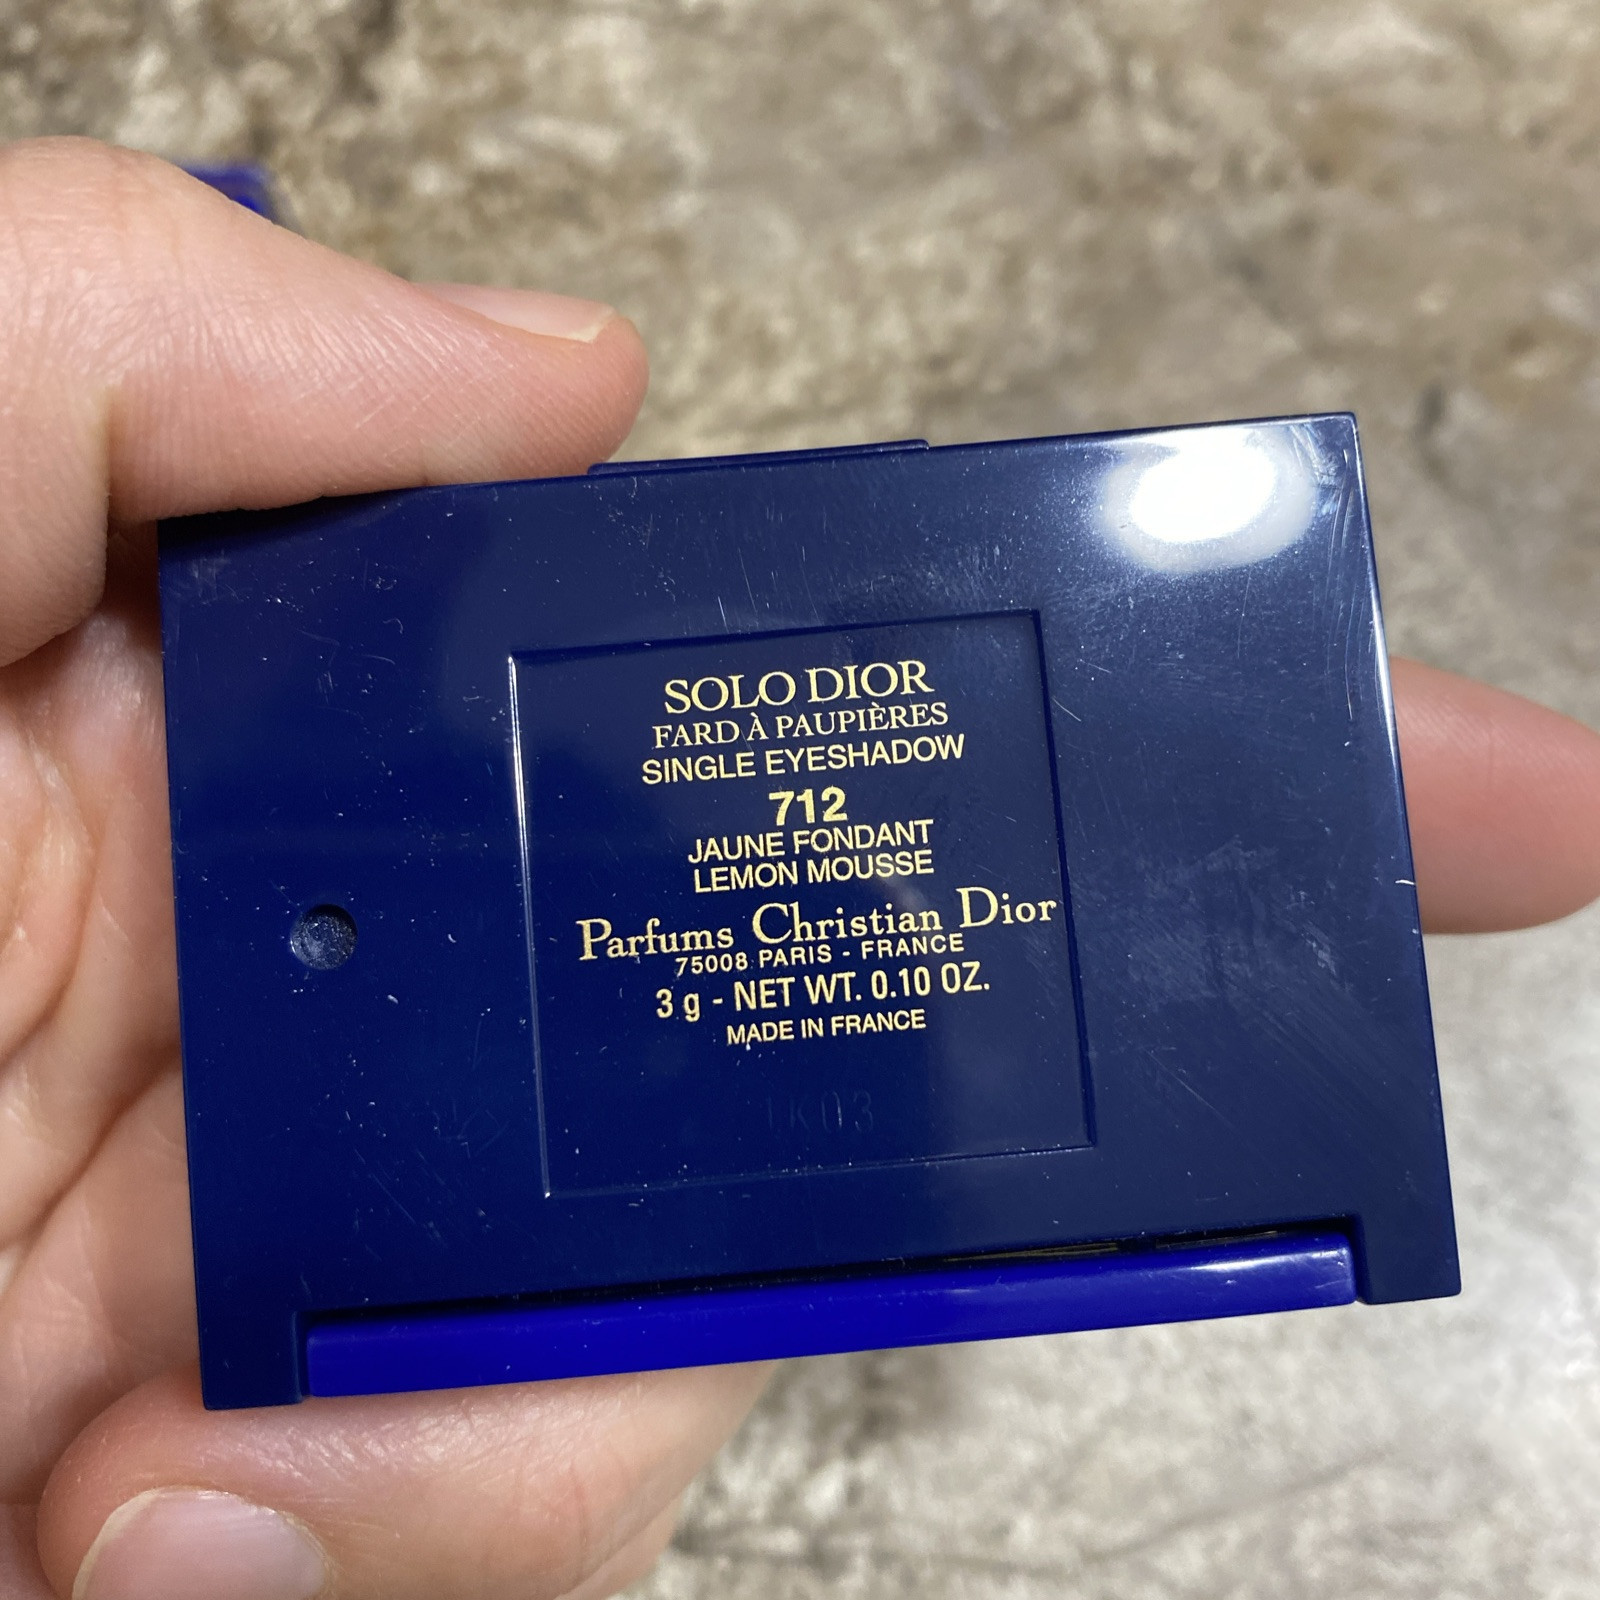 SOLO DIOR
FARD À PAUPIÈRES
SINGLE EYESHADOW
712
JAUNE FONDANT
LEMON MOUSSE
Parfums Christian Dior
75008 PARIS - FRANCE
3 g - NET WT. 0.10 OZ.
MADE IN FRANCE